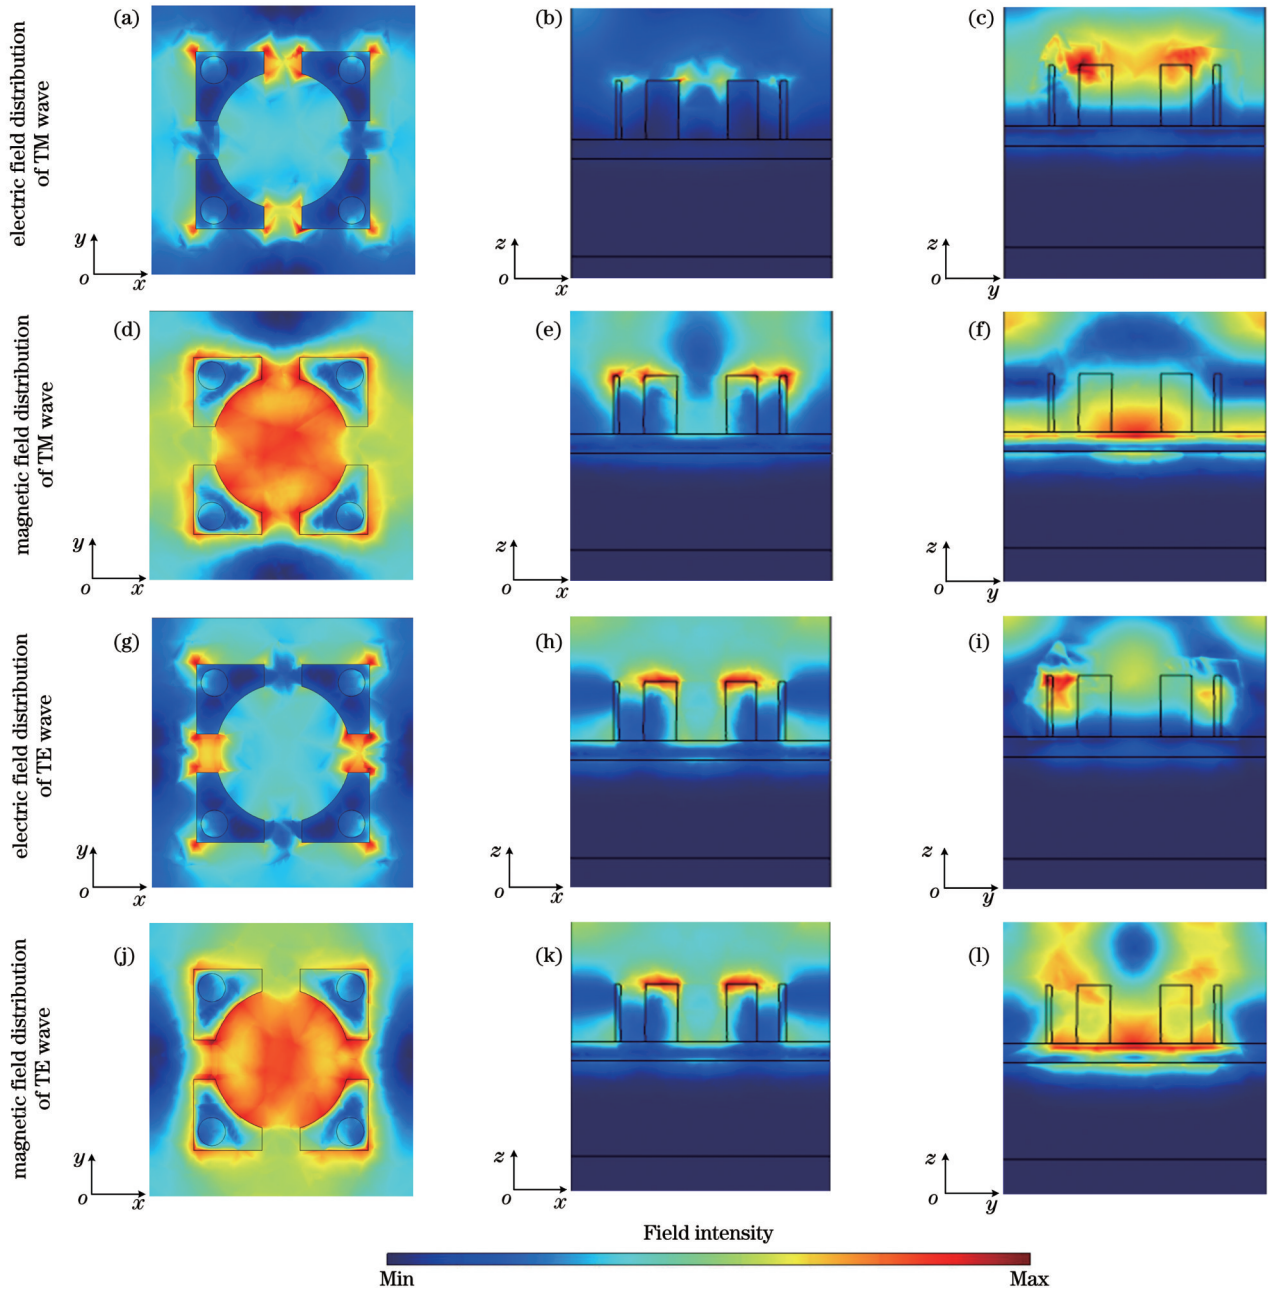 electric field distribution
of TM wave
(a)
y
o
x
(b)
z
o
x
(c)
z
o
y
magnetic field distribution
of TM wave
(d)
y
o
x
(e)
z
o
x
(f)
z
o
y
electric field distribution
of TE wave
(g)
y
o
x
(h)
z
o
x
(i)
z
o
y
magnetic field distribution
of TE wave
(j)
y
o
x
(k)
z
o
x
(l)
z
o
y
Field intensity
Min
Max